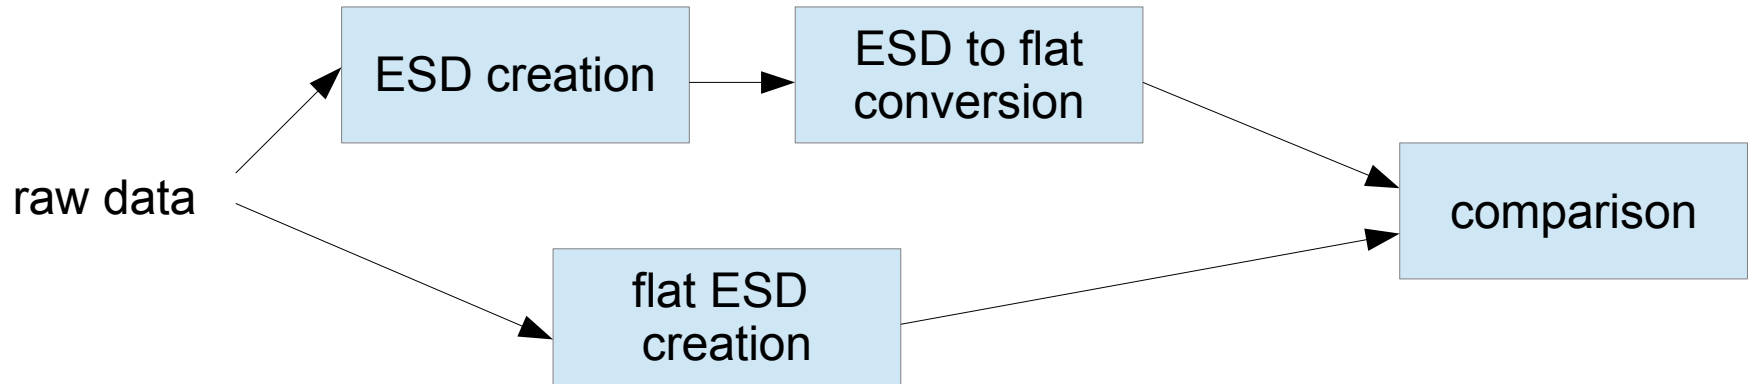 raw data
ESD creation
ESD to flat
conversion
flat ESD
creation
comparison